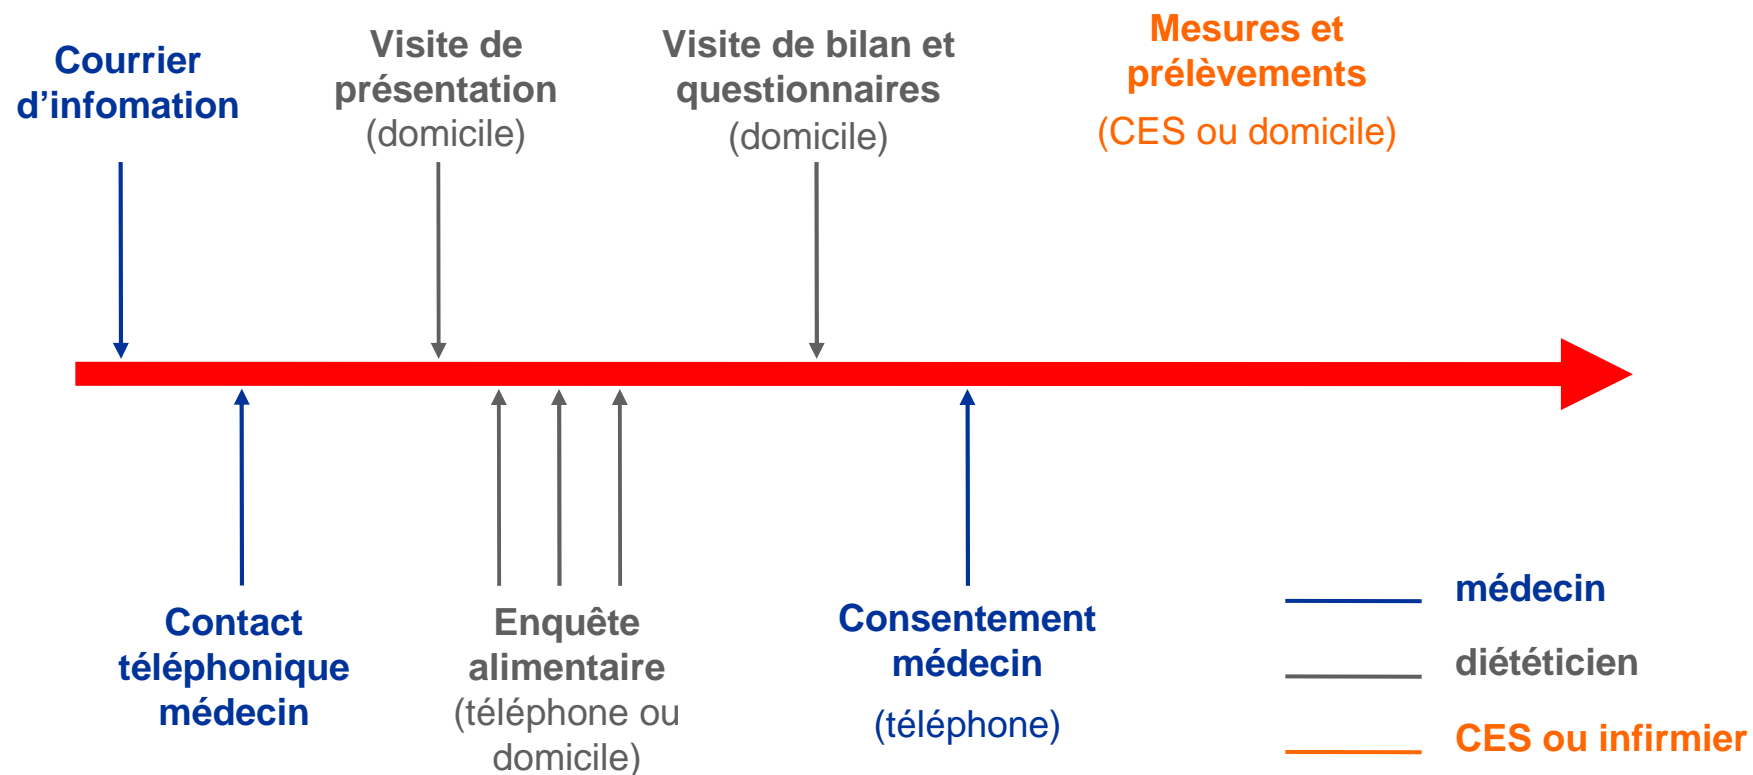 Courrier
d’infomation
Visite de
présentation
(domicile)
Visite de bilan et
questionnaires
(domicile)
Mesures et
prélèvements
(CES ou domicile)
Contact
téléphonique
médecin
Enquête
alimentaire
(téléphone ou
domicile)
Consentement
médecin
(téléphone)
médecin
diététicien
CES ou infirmier